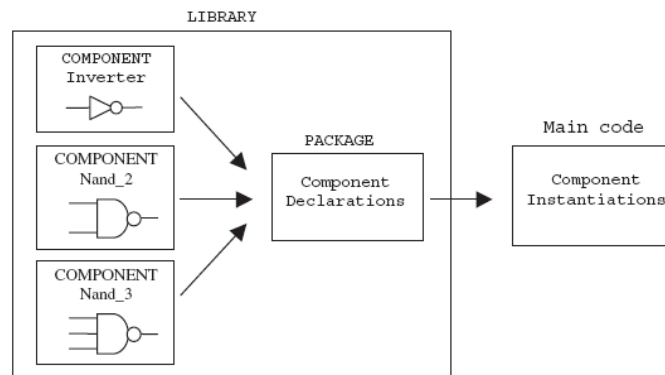 LIBRARY
COMPONENT
Inverter
COMPONENT
Nand_2
COMPONENT
Nand_3
PACKAGE
Component
Declarations
Main code
Component
Instantiations